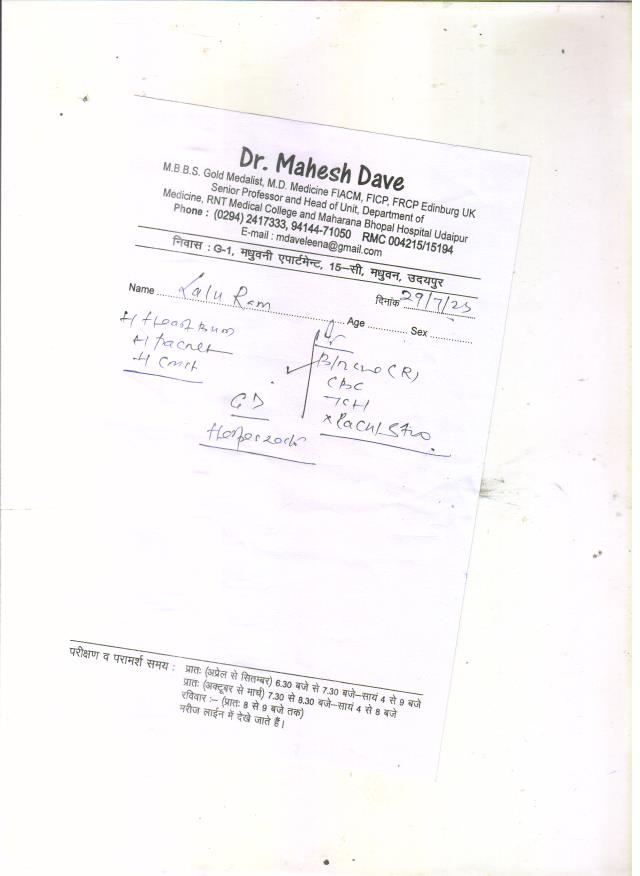 Dr. Mahesh Dave
M.B.B.S. Gold Medalist, M.D. Medicine FIACM, FICP, FRCP Edinburg UK
Senior Professor and Head of Unit, Department of
Medicine, RNT Medical College and Maharana Bhopal Hospital Udaipur
Phone : (0294) 2417333, 94144-71050 RMC 004215/15194
E-mail : mdaveleena@gmail.com
निवास : G-1, मधुवनी एपार्टमेन्ट, 15–सी, मधुवन, उदयपुर
दिनांक 29/7/25
Name Lalu Ram Age Sex
(R)
CBC
परीक्षण व परामर्श समय : प्रातः (अप्रेल से सितम्बर) 6.30 बजे से 7.30 बजे–सायं 4 से 9 बजे
प्रातः (अक्टूबर से मार्च) 7.30 से 8.30 बजे–सायं 4 से 8 बजे
रविवार :– (प्रातः 8 से 9 बजे तक)
मरीज लाईन में देखे जाते हैं।